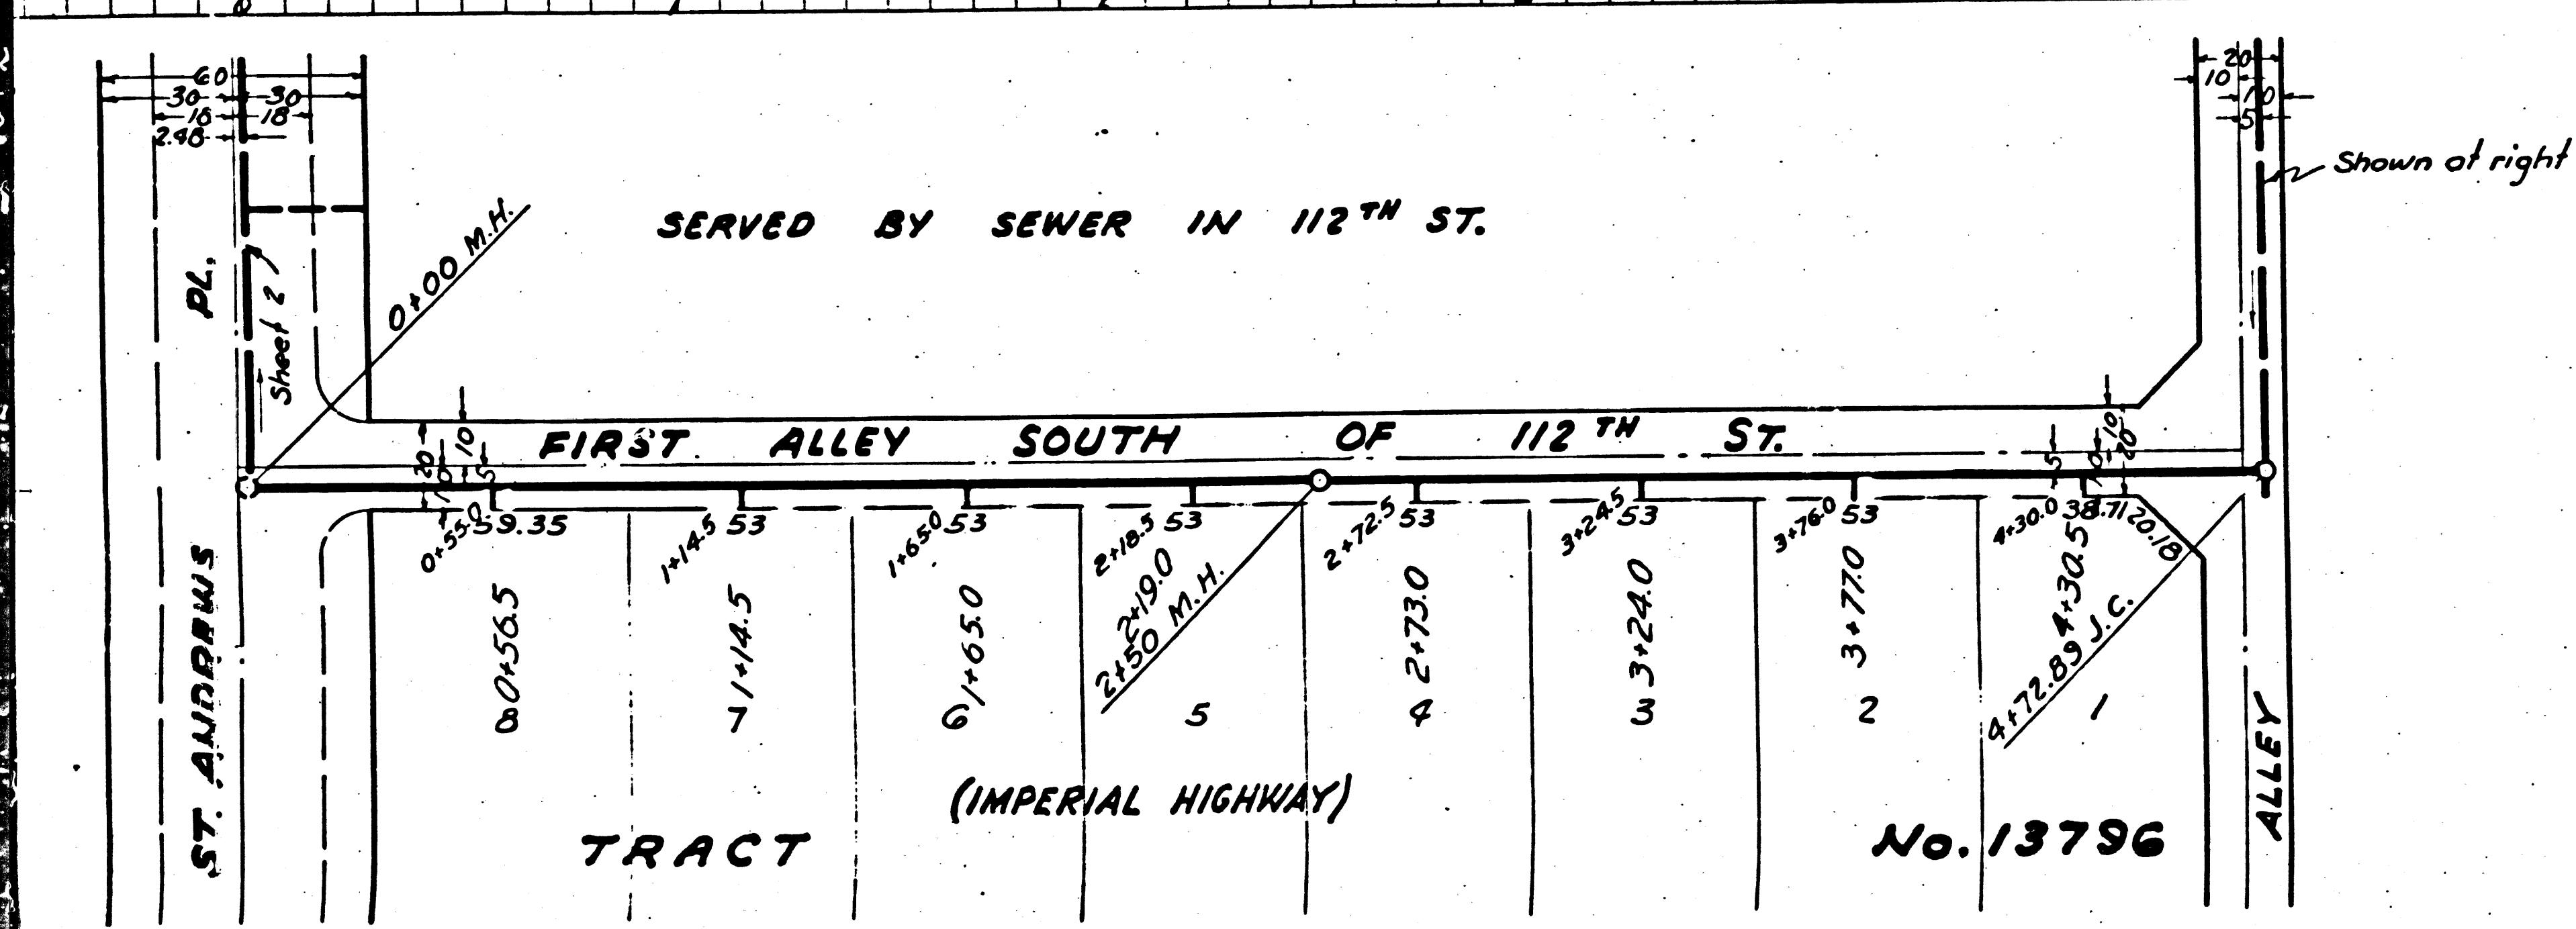 60
30 30
18 18
2.48
20
10
10
5
Shown at right
SERVED BY SEWER IN 112TH ST.
0+00 M.H.
Sheet 2
ST. ANDREWS PL.
FIRST ALLEY SOUTH OF 112TH ST.
20 10 10 5
5 10 10 20
0+55.0 59.35
1+14.5 53
1+65.0 53
2+18.5 53
2+72.5 53
3+24.5 53
3+76.0 53
4+30.0 38.71 20.18
8 0+56.5
7 1+14.5
6 1+65.0
5 2+19.0
2+50 M.H.
4 2+73.0
3 3+24.0
2 3+77.0
1 4+30.5
4+72.89 J.C.
ALLEY
(IMPERIAL HIGHWAY)
TRACT No. 13796